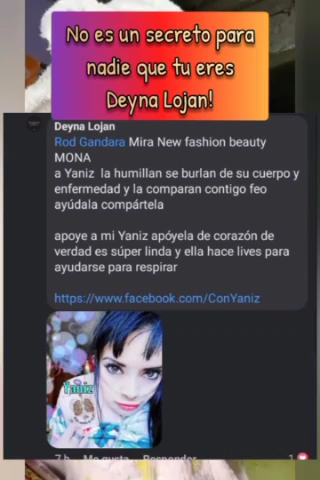 No es un secreto para
nadie que tu eres
Deyna Lojan!
Deyna Lojan
Rod Gandara Mira New fashion beauty
MONA
a Yaniz la humillan se burlan de su cuerpo y
enfermedad y la comparan contigo feo
ayúdala compártela
apoye a mi Yaniz apóyela de corazón de
verdad es súper linda y ella hace lives para
ayudarse para respirar
https://www.facebook.com/ConYaniz
Yaniz
7 h Me gusta Responder 1